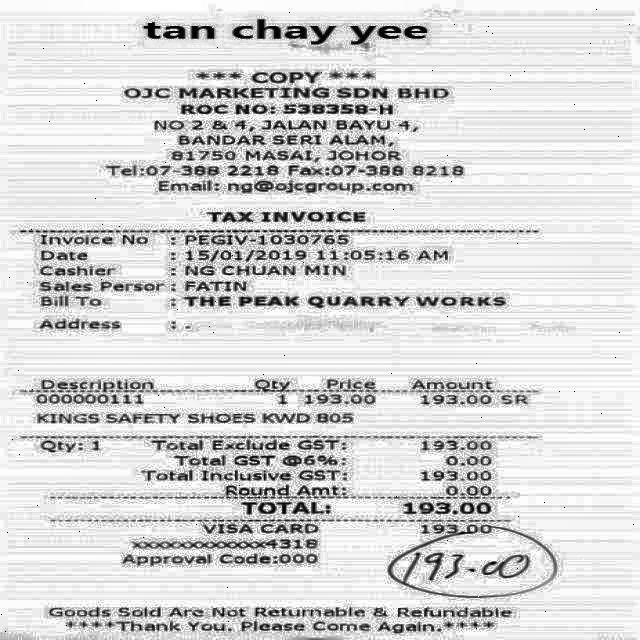 tan chay yee
*** COPY ***
OJC MARKETING SDN BHD
ROC NO: 538358-H
NO 2 & 4, JALAN BAYU 4,
BANDAR SERI ALAM,
81750 MASAI, JOHOR
Tel:07-388 2218 Fax:07-388 8218
Email: ng@ojcgroup.com
TAX INVOICE
Invoice No : PEGIV-1030765
Date : 15/01/2019 11:05:16 AM
Cashier : NG CHUAN MIN
Sales Persor : FATIN
Bill To : THE PEAK QUARRY WORKS
Address : .
Description Qty Price Amount
000000111 1 193.00 193.00 SR
KINGS SAFETY SHOES KWD 805
Qty: 1 Total Exclude GST: 193.00
Total GST @6%: 0.00
Total Inclusive GST: 193.00
Round Amt: 0.00
TOTAL: 193.00
VISA CARD 193.00
xxxxxxxxxxxx4318
Approval Code:000
193.00
Goods Sold Are Not Returnable & Refundable
****Thank You. Please Come Again.****